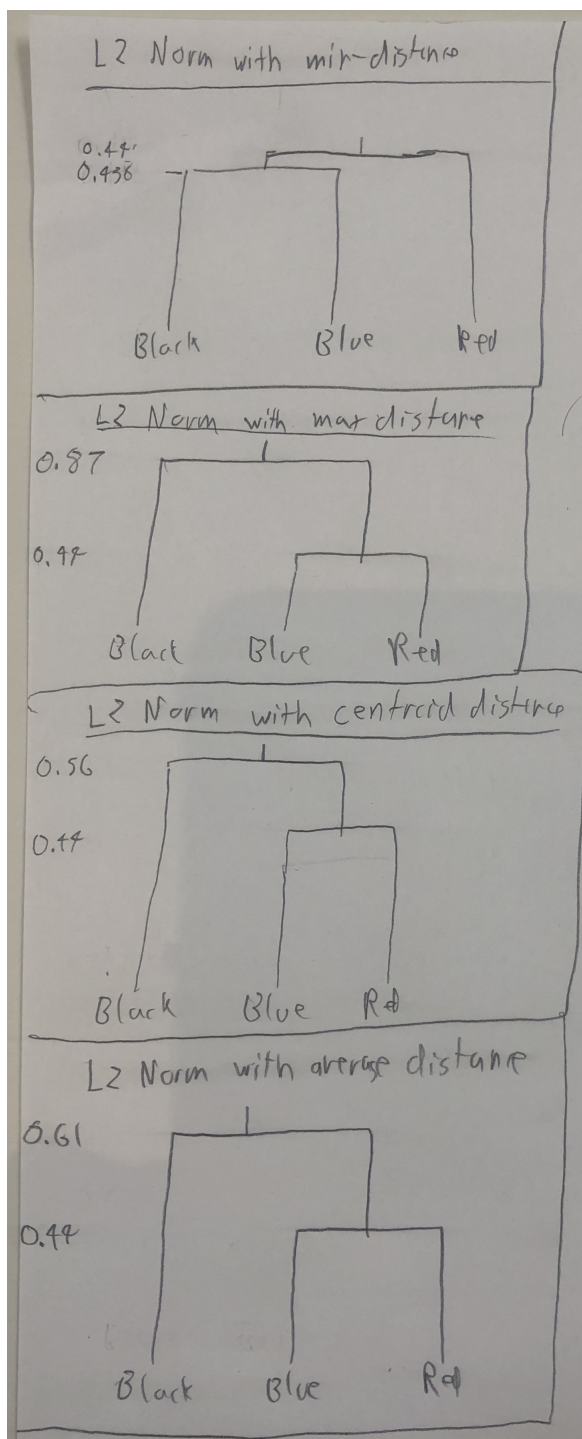 L2 Norm with min-distance
0.44
0.436
Black Blue Red
L2 Norm with max distance
0.87
0.44
Black Blue Red
L2 Norm with centroid distance
0.56
0.44
Black Blue Red
L2 Norm with average distance
0.61
0.44
Black Blue Red